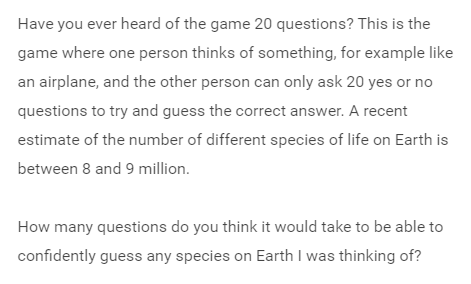 Have you ever heard of the game 20 questions? This is the
game where one person thinks of something, for example like
an airplane, and the other person can only ask 20 yes or no
questions to try and guess the correct answer. A recent
estimate of the number of different species of life on Earth is
between 8 and 9 million.
How many questions do you think it would take to be able to
confidently guess any species on Earth I was thinking of?